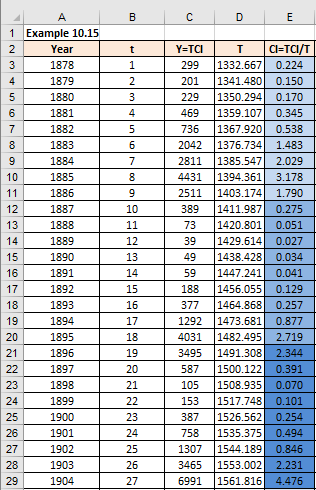 A B C D E
1 Example 10.15
2 Year t Y=TCI T CI=TCI/T
3 1878 1 299 1332.667 0.224
4 1879 2 201 1341.480 0.150
5 1880 3 229 1350.294 0.170
6 1881 4 469 1359.107 0.345
7 1882 5 736 1367.920 0.538
8 1883 6 2042 1376.734 1.483
9 1884 7 2811 1385.547 2.029
10 1885 8 4431 1394.361 3.178
11 1886 9 2511 1403.174 1.790
12 1887 10 389 1411.987 0.275
13 1888 11 73 1420.801 0.051
14 1889 12 39 1429.614 0.027
15 1890 13 49 1438.428 0.034
16 1891 14 59 1447.241 0.041
17 1892 15 188 1456.055 0.129
18 1893 16 377 1464.868 0.257
19 1894 17 1292 1473.681 0.877
20 1895 18 4031 1482.495 2.719
21 1896 19 3495 1491.308 2.344
22 1897 20 587 1500.122 0.391
23 1898 21 105 1508.935 0.070
24 1899 22 153 1517.748 0.101
25 1900 23 387 1526.562 0.254
26 1901 24 758 1535.375 0.494
27 1902 25 1307 1544.189 0.846
28 1903 26 3465 1553.002 2.231
29 1904 27 6991 1561.816 4.476